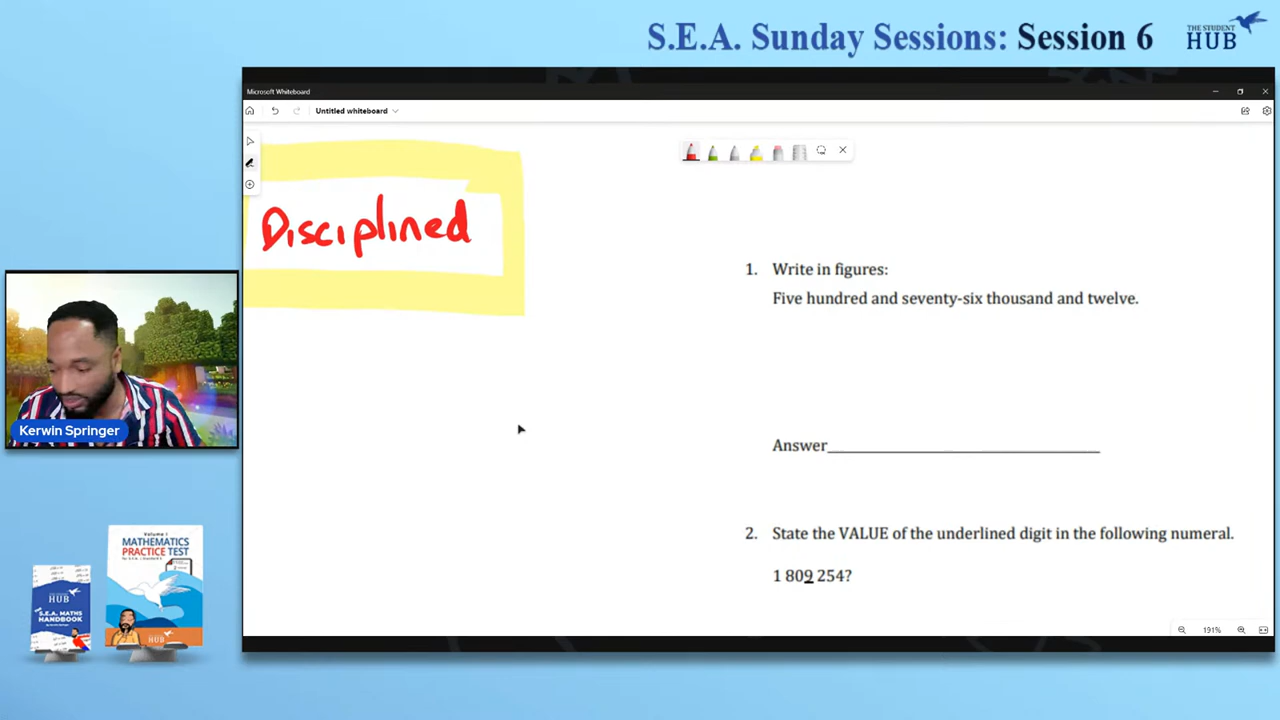 S.E.A. Sunday Sessions: Session 6
THE STUDENT
HUB
Microsoft Whiteboard
Untitled whiteboard
Disciplined
1. Write in figures:
Five hundred and seventy-six thousand and twelve.
Answer
2. State the VALUE of the underlined digit in the following numeral.
1 809 254?
Kerwin Springer
HUB
S.E.A. MATHS
HANDBOOK
Volume 1
MATHEMATICS
PRACTICE TEST
191%